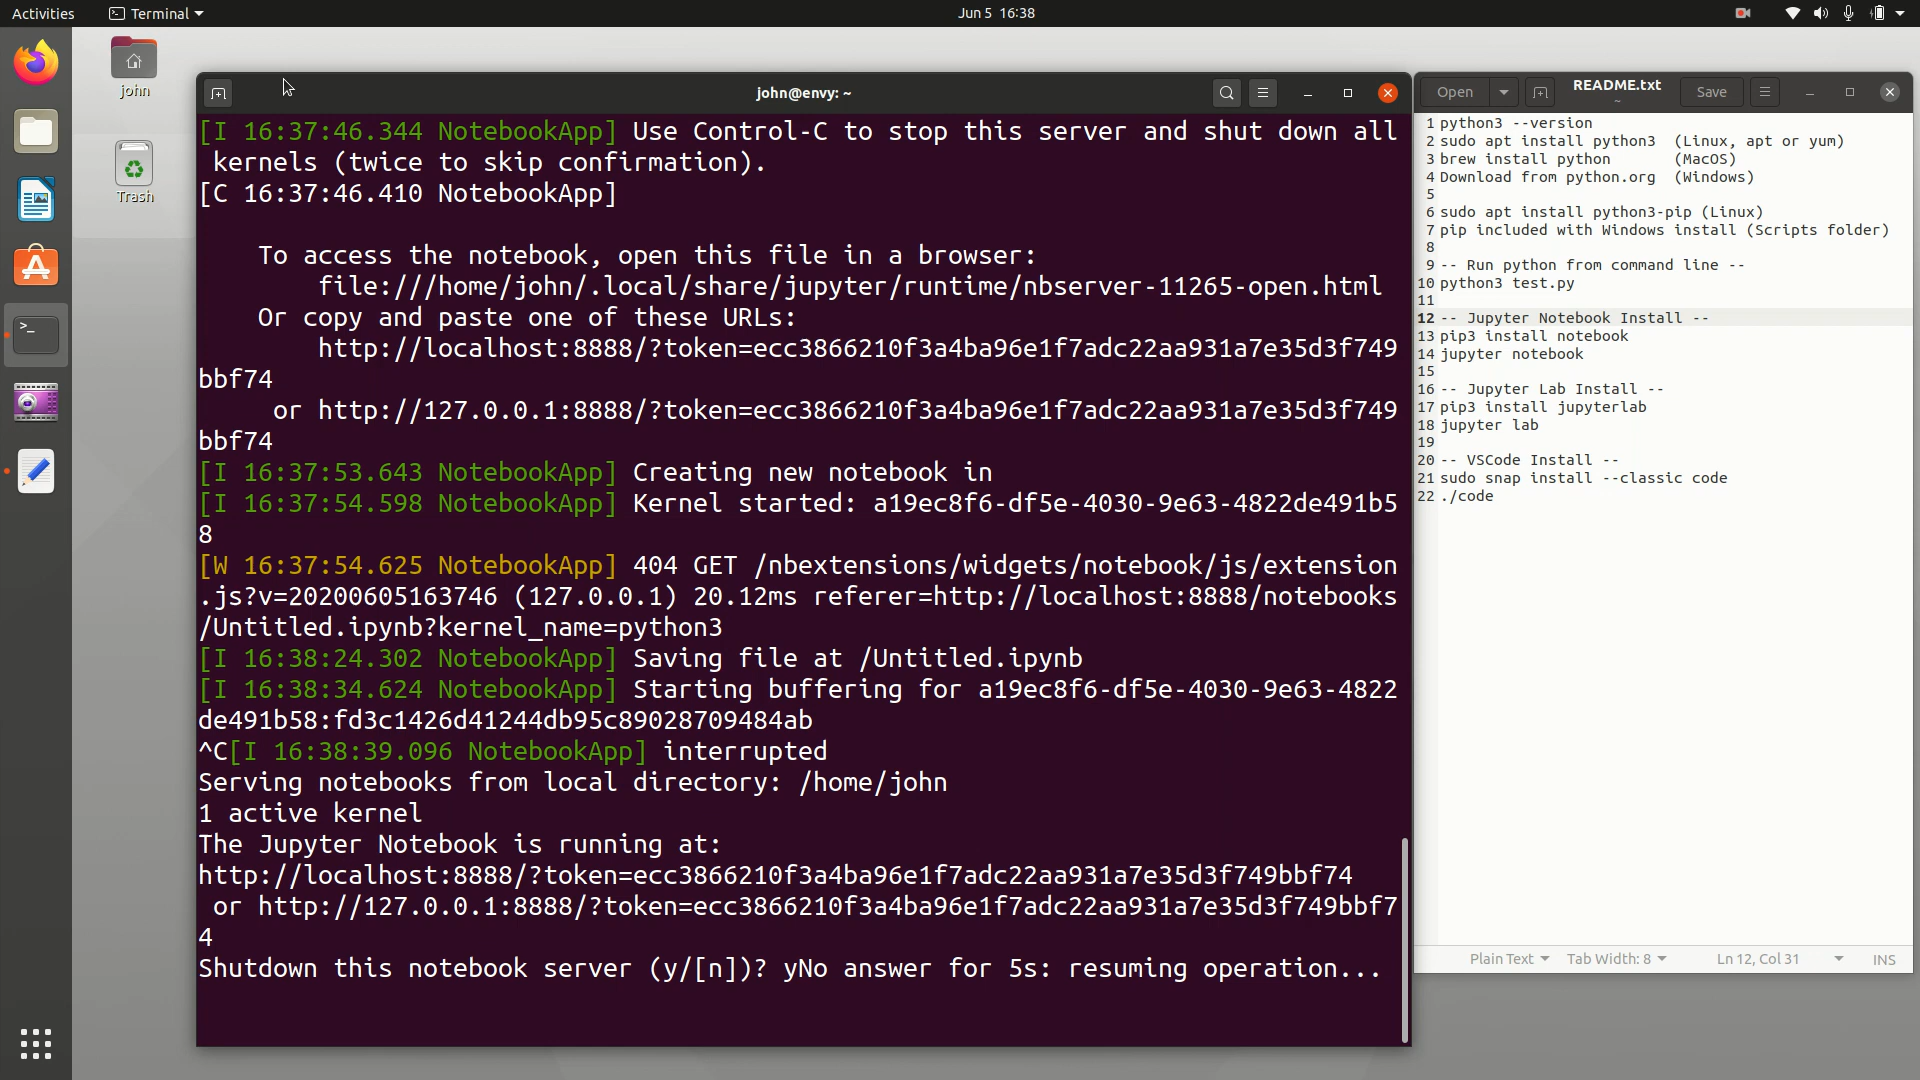 Activities
Terminal
Jun 5 16:38
john
Trash
john@envy: ~
[I 16:37:46.344 NotebookApp] Use Control-C to stop this server and shut down all
kernels (twice to skip confirmation).
[C 16:37:46.410 NotebookApp]
To access the notebook, open this file in a browser:
file:///home/john/.local/share/jupyter/runtime/nbserver-11265-open.html
Or copy and paste one of these URLs:
http://localhost:8888/?token=ecc3866210f3a4ba96e1f7adc22aa931a7e35d3f749
bbf74
or http://127.0.0.1:8888/?token=ecc3866210f3a4ba96e1f7adc22aa931a7e35d3f749
bbf74
[I 16:37:53.643 NotebookApp] Creating new notebook in
[I 16:37:54.598 NotebookApp] Kernel started: a19ec8f6-df5e-4030-9e63-4822de491b5
8
[W 16:37:54.625 NotebookApp] 404 GET /nbextensions/widgets/notebook/js/extension
.js?v=20200605163746 (127.0.0.1) 20.12ms referer=http://localhost:8888/notebooks
/Untitled.ipynb?kernel_name=python3
[I 16:38:24.302 NotebookApp] Saving file at /Untitled.ipynb
[I 16:38:34.624 NotebookApp] Starting buffering for a19ec8f6-df5e-4030-9e63-4822
de491b58:fd3c1426d41244db95c89028709484ab
^C[I 16:38:39.096 NotebookApp] interrupted
Serving notebooks from local directory: /home/john
1 active kernel
The Jupyter Notebook is running at:
http://localhost:8888/?token=ecc3866210f3a4ba96e1f7adc22aa931a7e35d3f749bbf74
or http://127.0.0.1:8888/?token=ecc3866210f3a4ba96e1f7adc22aa931a7e35d3f749bbf7
4
Shutdown this notebook server (y/[n])? yNo answer for 5s: resuming operation...
Open
README.txt
~
Save
1 python3 --version
2 sudo apt install python3 (Linux, apt or yum)
3 brew install python (MacOS)
4 Download from python.org (Windows)
5
6 sudo apt install python3-pip (Linux)
7 pip included with Windows install (Scripts folder)
8
9 -- Run python from command line --
10 python3 test.py
11
12 -- Jupyter Notebook Install --
13 pip3 install notebook
14 jupyter notebook
15
16 -- Jupyter Lab Install --
17 pip3 install jupyterlab
18 jupyter lab
19
20 -- VSCode Install --
21 sudo snap install --classic code
22 ./code
Plain Text
Tab Width: 8
Ln 12, Col 31
INS